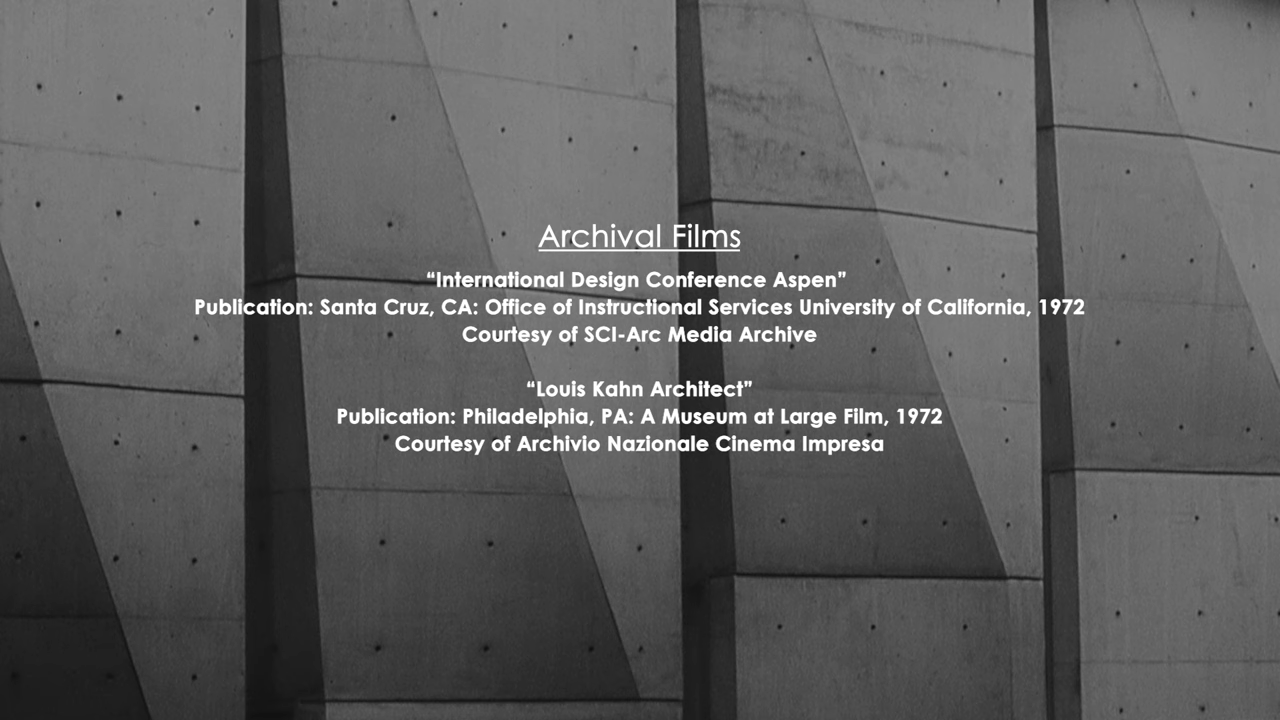 Archival Films
“International Design Conference Aspen”
Publication: Santa Cruz, CA: Office of Instructional Services University of California, 1972
Courtesy of SCI-Arc Media Archive
“Louis Kahn Architect”
Publication: Philadelphia, PA: A Museum at Large Film, 1972
Courtesy of Archivio Nazionale Cinema Impresa